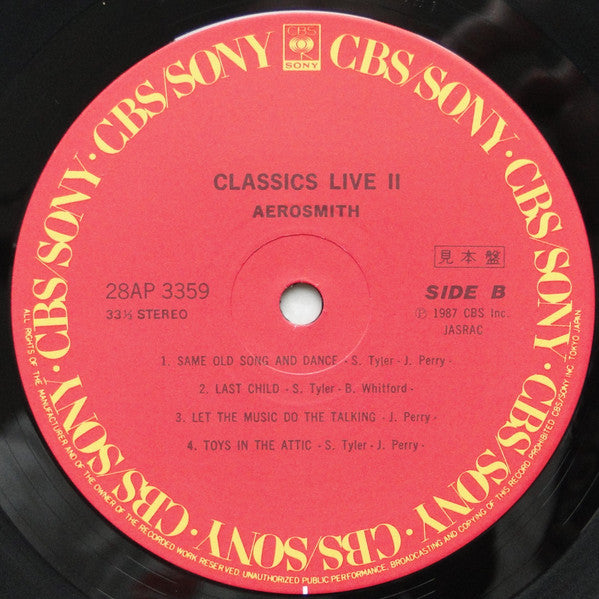 CBS
SONY
CBS/SONY · CBS/SONY · CBS/SONY · CBS/SONY · CBS/SONY · CBS/SONY · CBS/SONY
CLASSICS LIVE II
AEROSMITH
見本盤
28AP 3359
SIDE B
33⅓ STEREO
℗ 1987 CBS Inc.
JASRAC
1. SAME OLD SONG AND DANCE - S. Tyler - J. Perry -
2. LAST CHILD - S. Tyler - B. Whitford -
3. LET THE MUSIC DO THE TALKING - J. Perry -
4. TOYS IN THE ATTIC - S. Tyler - J. Perry -
ALL RIGHTS OF THE MANUFACTURER AND OF THE OWNER OF THE RECORDED WORK RESERVED. UNAUTHORIZED PUBLIC PERFORMANCE, BROADCASTING AND COPYING OF THIS RECORD PROHIBITED CBS/SONY INC. TOKYO JAPAN